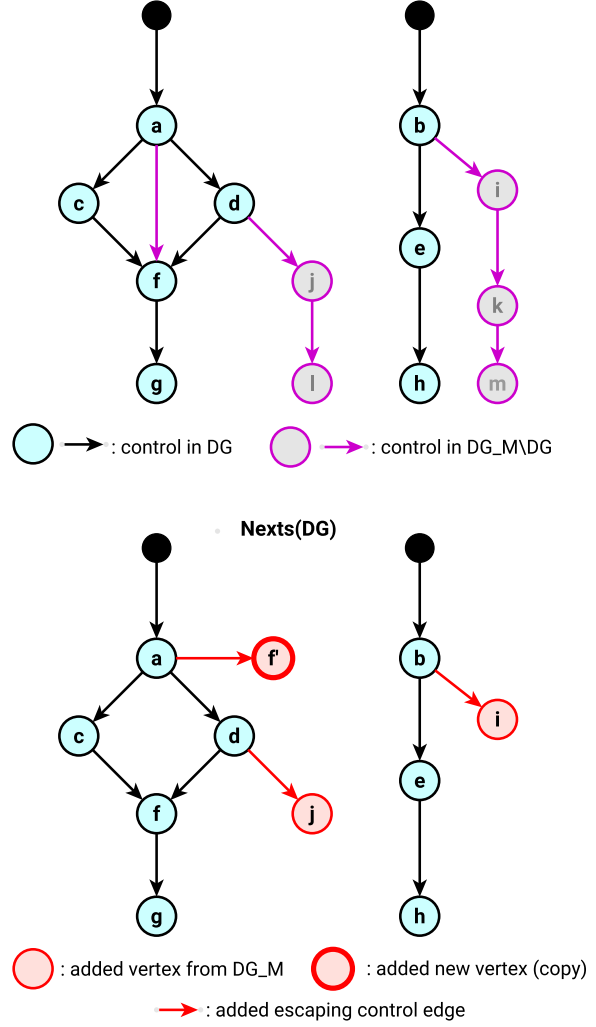 a
b
c
d
i
e
f
j
k
g
l
h
m
: control in DG
: control in DG_M\DG
Nexts(DG)
a
f'
b
i
c
d
e
f
j
g
h
: added vertex from DG_M
: added new vertex (copy)
: added escaping control edge